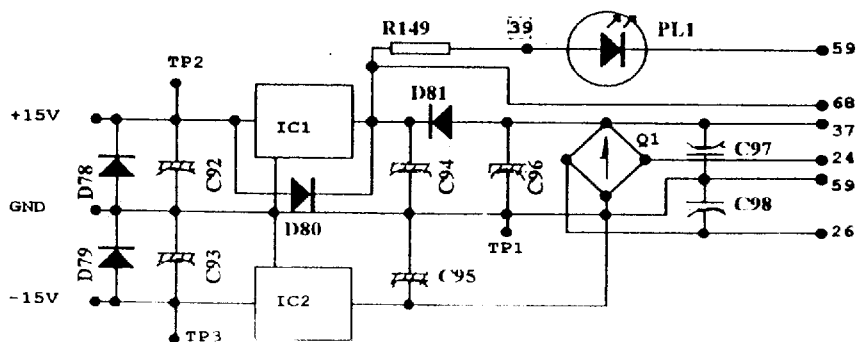 R149
39
PL1
59
TP2
D81
68
+15V
IC1
37
Q1
C97
D78
C92
C94
C96
24
59
GND
D80
C98
TP1
26
D79
C93
C95
-15V
IC2
TP3